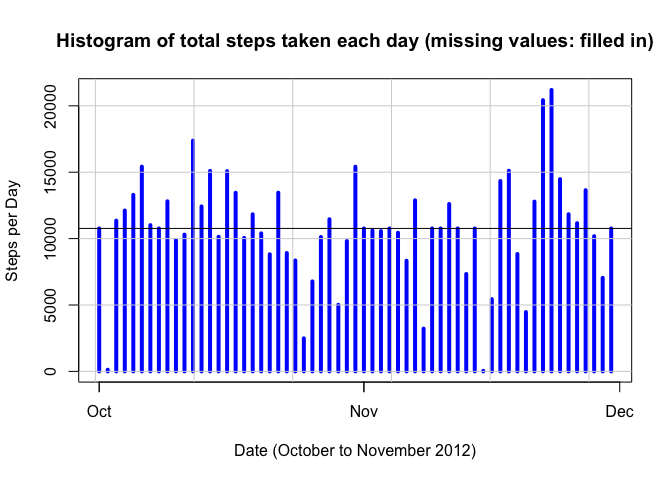 Histogram of total steps taken each day (missing values: filled in)
20000
15000
10000
5000
0
Steps per Day
Oct Nov Dec
Date (October to November 2012)